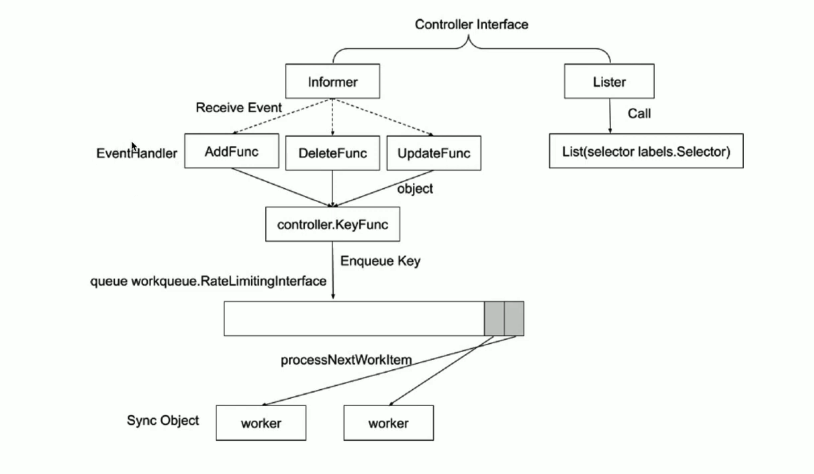 Controller Interface
Informer
Lister
Receive Event
Call
EventHandler
AddFunc
DeleteFunc
UpdateFunc
List(selector labels.Selector)
object
controller.KeyFunc
Enqueue Key
queue workqueue.RateLimitingInterface
processNextWorkItem
Sync Object
worker
worker